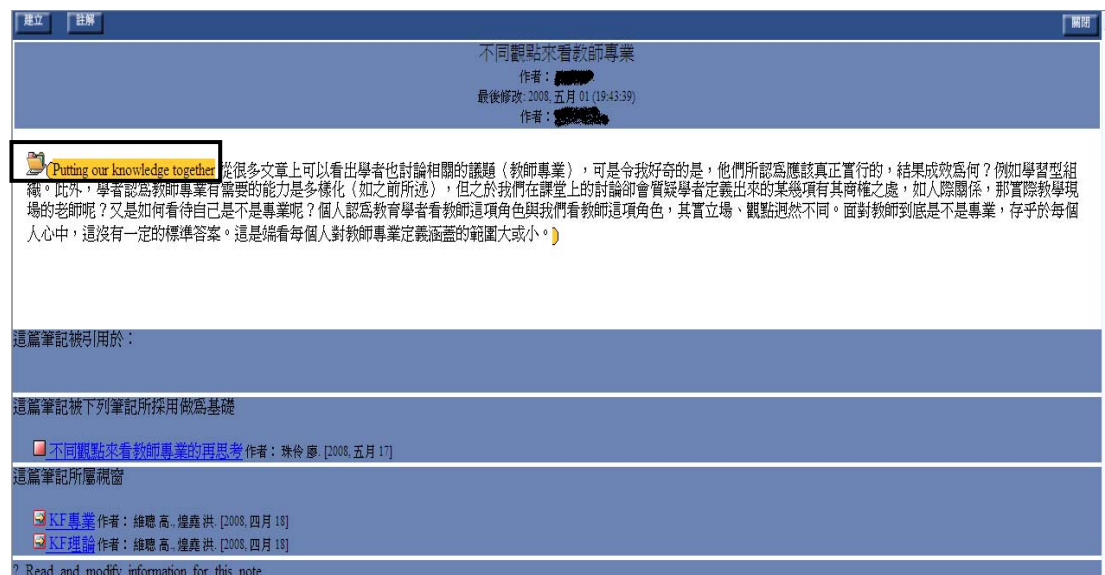 建立 註解 關閉
不同觀點來看教師專業
作者：
最後修改: 2008, 五月 01 (19:43:39)
作者：
Putting our knowledge together 從很多文章上可以看出學者也討論相關的議題（教師專業），可是令我好奇的是，他們所認為應該真正實行的，結果成效為何？例如學習型組
織。此外，學者認為教師專業有需要的能力是多樣化（如之前所述），但之於我們在課堂上的討論卻會質疑學者定義出來的某幾項有其商榷之處，如人際關係，那實際教學現
場的老師呢？又是如何看待自己是不是專業呢？個人認為教育學者看教師這項角色與我們看教師這項角色，其實立場、觀點迥然不同。面對教師到底是不是專業，存乎於每個
人心中，這沒有一定的標準答案。這是端看每個人對教師專業定義涵蓋的範圍大或小。
這篇筆記被引用於：
這篇筆記被下列筆記所採用做為基礎
不同觀點來看教師專業的再思考 作者： 珠伶 廖. [2008, 五月 17]
這篇筆記所屬視窗
KF專業 作者： 維聰 高., 煌堯 洪. [2008, 四月 18]
KF理論 作者： 維聰 高., 煌堯 洪. [2008, 四月 18]
? Read and modify information for this note